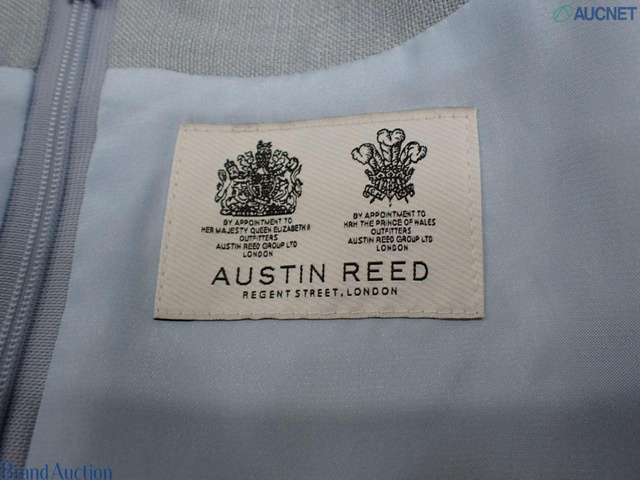 AUCNET
BY APPOINTMENT TO
HER MAJESTY QUEEN ELIZABETH II
OUTFITTERS
AUSTIN REED GROUP LTD
LONDON
BY APPOINTMENT TO
HRH THE PRINCE OF WALES
OUTFITTERS
AUSTIN REED GROUP LTD
LONDON
AUSTIN REED
REGENT STREET, LONDON
Brand Auction